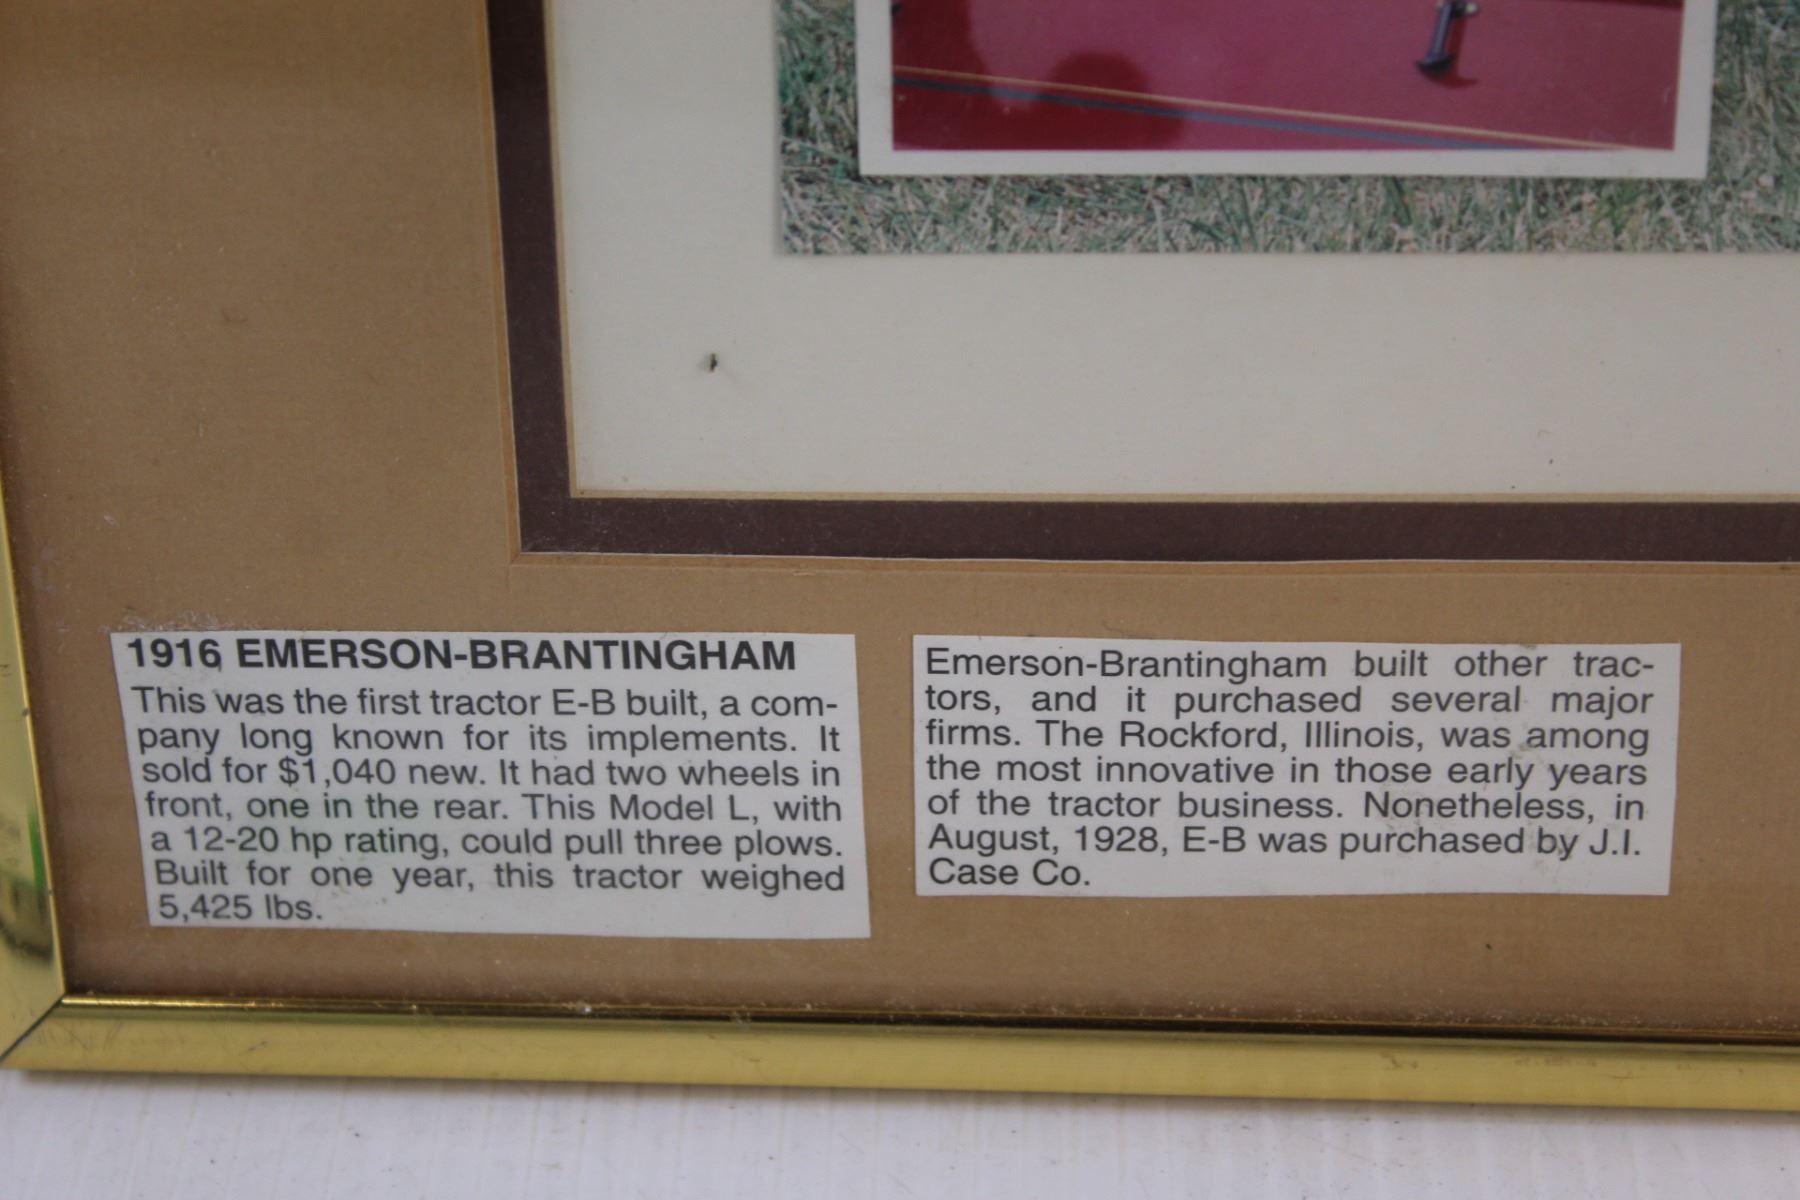 1916 EMERSON-BRANTINGHAM
This was the first tractor E-B built, a com-
pany long known for its implements. It
sold for $1,040 new. It had two wheels in
front, one in the rear. This Model L, with
a 12-20 hp rating, could pull three plows.
Built for one year, this tractor weighed
5,425 lbs.
Emerson-Brantingham built other trac-
tors, and it purchased several major
firms. The Rockford, Illinois, was among
the most innovative in those early years
of the tractor business. Nonetheless, in
August, 1928, E-B was purchased by J.I.
Case Co.